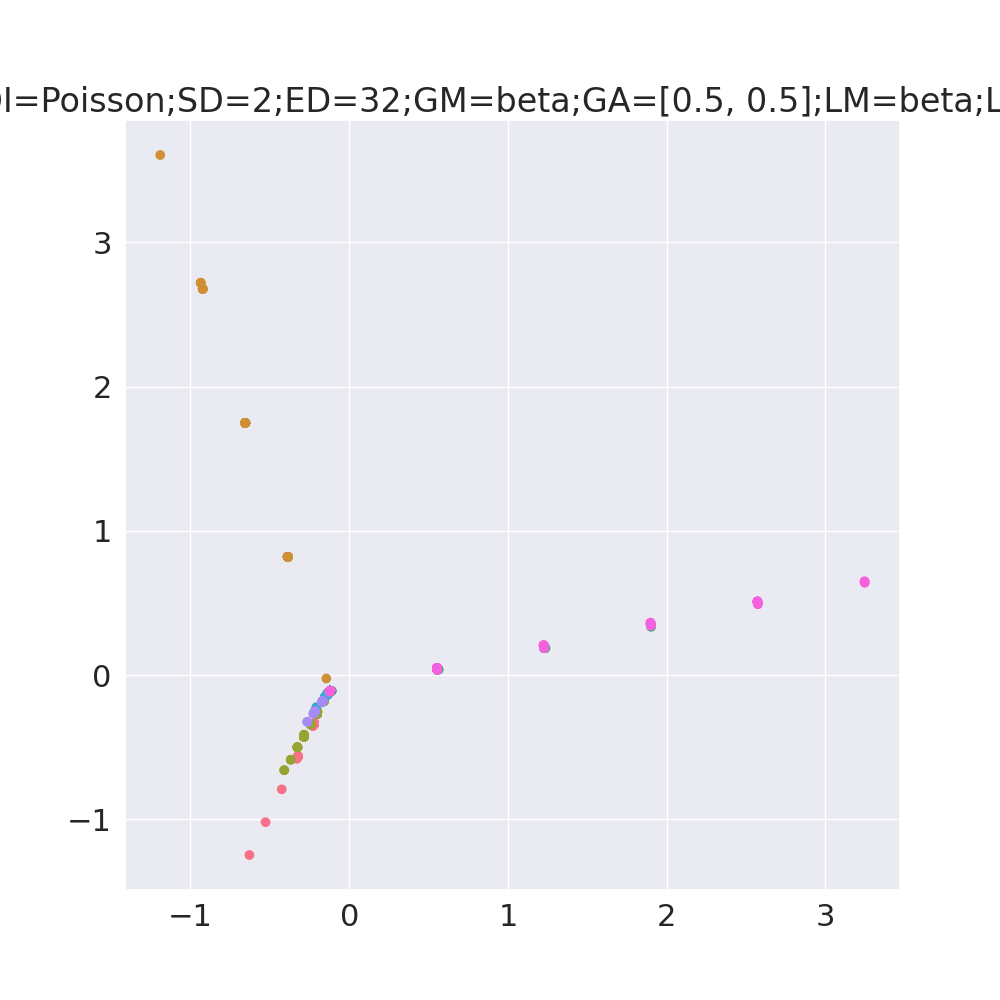 =Poisson;SD=2;ED=32;GM=beta;GA=[0.5, 0.5];LM=beta;L
3
2
1
0
−1
−1 0 1 2 3